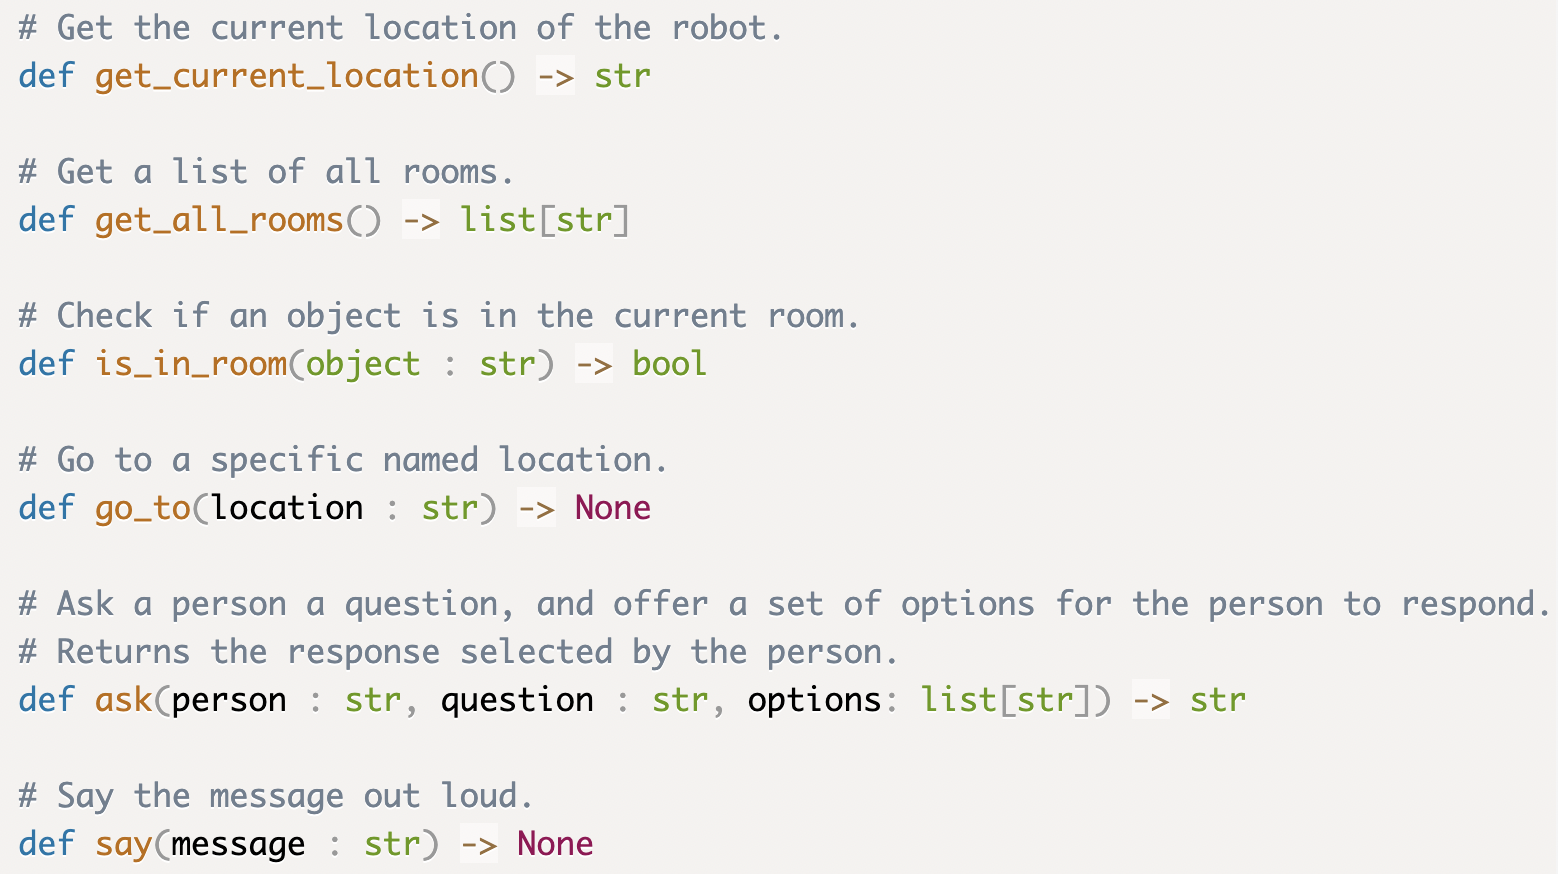 # Get the current location of the robot.
def get_current_location() -> str
# Get a list of all rooms.
def get_all_rooms() -> list[str]
# Check if an object is in the current room.
def is_in_room(object : str) -> bool
# Go to a specific named location.
def go_to(location : str) -> None
# Ask a person a question, and offer a set of options for the person to respond.
# Returns the response selected by the person.
def ask(person : str, question : str, options: list[str]) -> str
# Say the message out loud.
def say(message : str) -> None